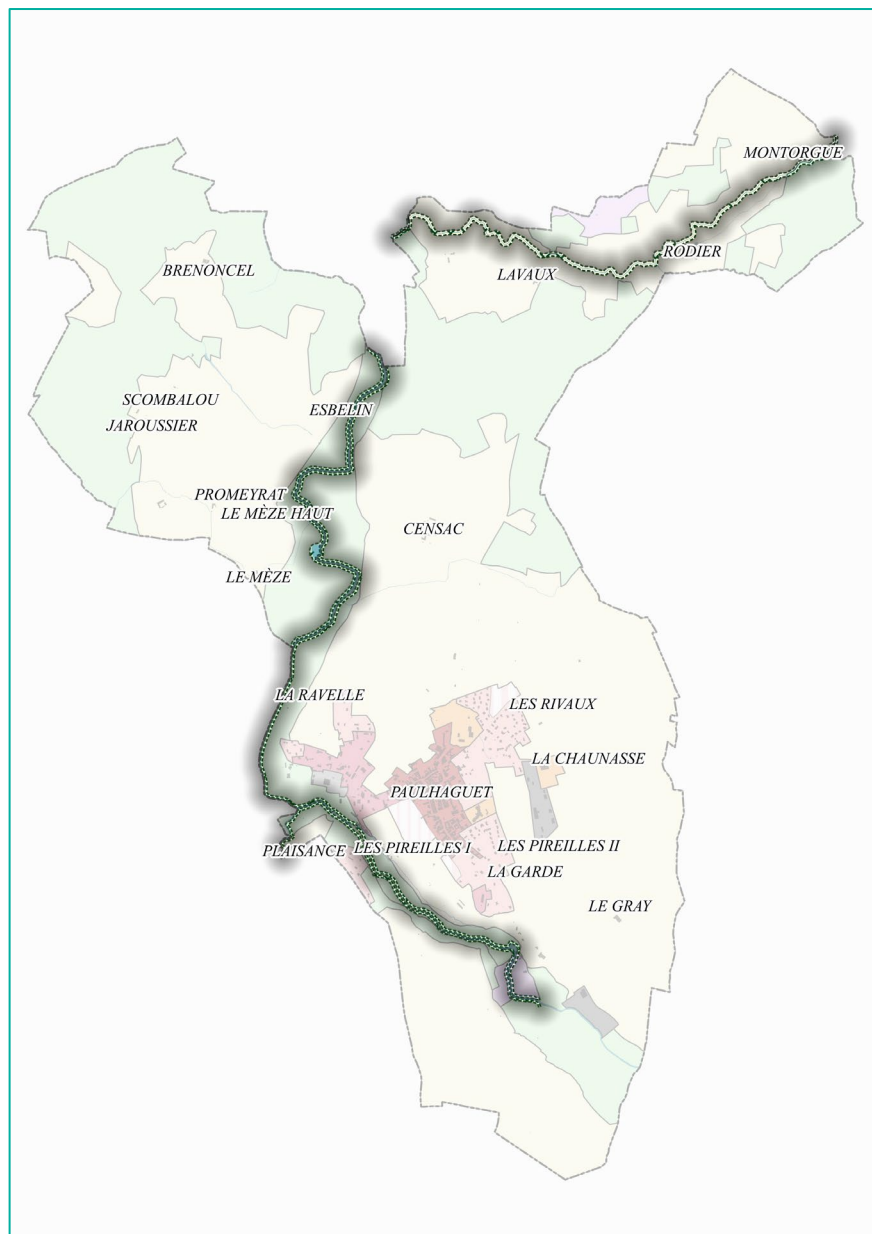 MONTORGUE
RODIER
BRENONCEL
LAVAUX
SCOMBALOU
ESBELIN
JAROUSSIER
PROMEYRAT
LE MÈZE HAUT
CENSAC
LE MÈZE
LA RAVELLE
LES RIVAUX
LA CHAUNASSE
PAULHAGUET
PLAISANCE
LES PIREILLES I
LES PIREILLES II
LA GARDE
LE GRAY